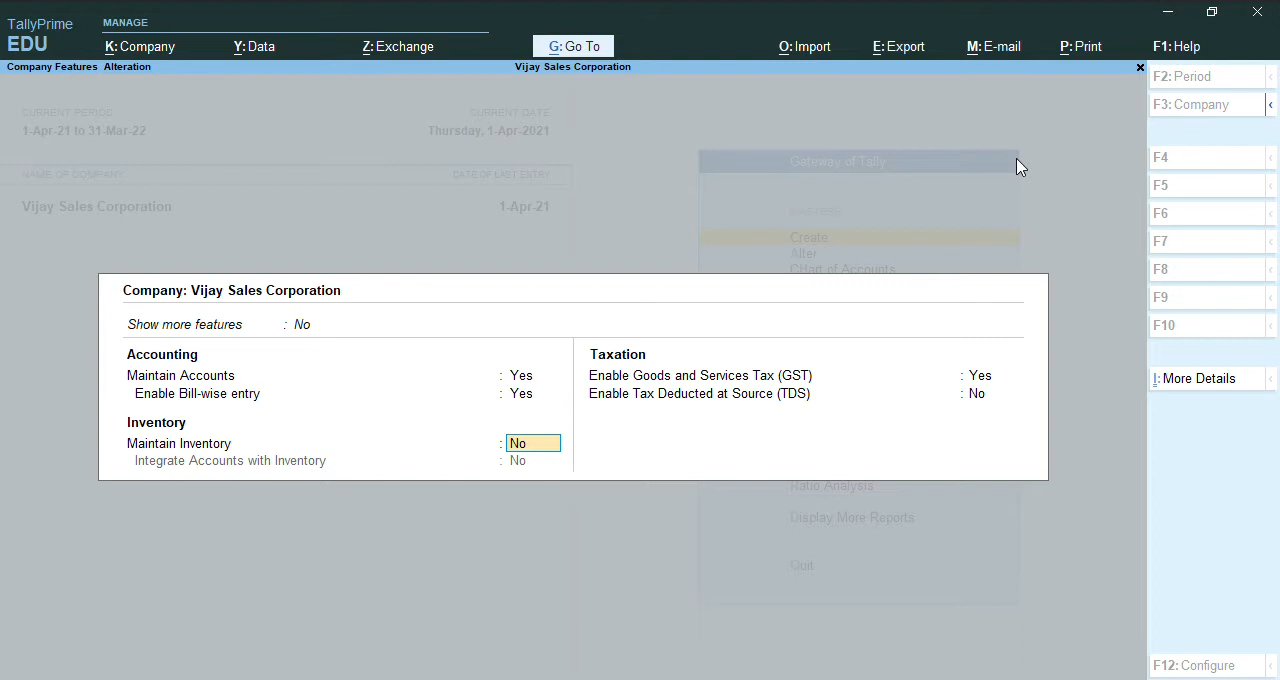 TallyPrime
EDU
MANAGE
K: Company
Y: Data
Z: Exchange
G: Go To
O: Import
E: Export
M: E-mail
P: Print
F1: Help
Company Features Alteration
Vijay Sales Corporation
F2: Period
F3: Company
F4
F5
F6
F7
F8
F9
F10
I: More Details
F12: Configure
CURRENT PERIOD
1-Apr-21 to 31-Mar-22
CURRENT DATE
Thursday, 1-Apr-2021
NAME OF COMPANY
DATE OF LAST ENTRY
Vijay Sales Corporation
1-Apr-21
Gateway of Tally
MASTERS
Create
Alter
CHart of Accounts
Company: Vijay Sales Corporation
Show more features : No
Accounting
Maintain Accounts : Yes
Enable Bill-wise entry : Yes
Inventory
Maintain Inventory : No
Integrate Accounts with Inventory : No
Taxation
Enable Goods and Services Tax (GST) : Yes
Enable Tax Deducted at Source (TDS) : No
Ratio Analysis
Display More Reports
Quit